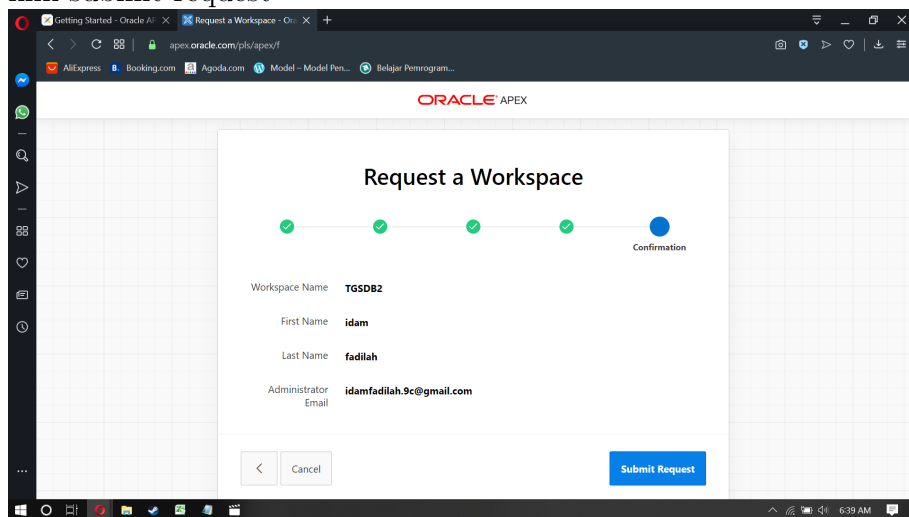 Getting Started - Oracle AP
Request a Workspace - Ora
apex.oracle.com/pls/apex/f
AliExpress
B. Booking.com
Agoda.com
Model – Model Pen...
Belajar Pemrogram...
ORACLE APEX
Request a Workspace
Confirmation
Workspace Name TGSDB2
First Name idam
Last Name fadilah
Administrator
Email
idamfadilah.9c@gmail.com
Cancel
Submit Request
6:39 AM